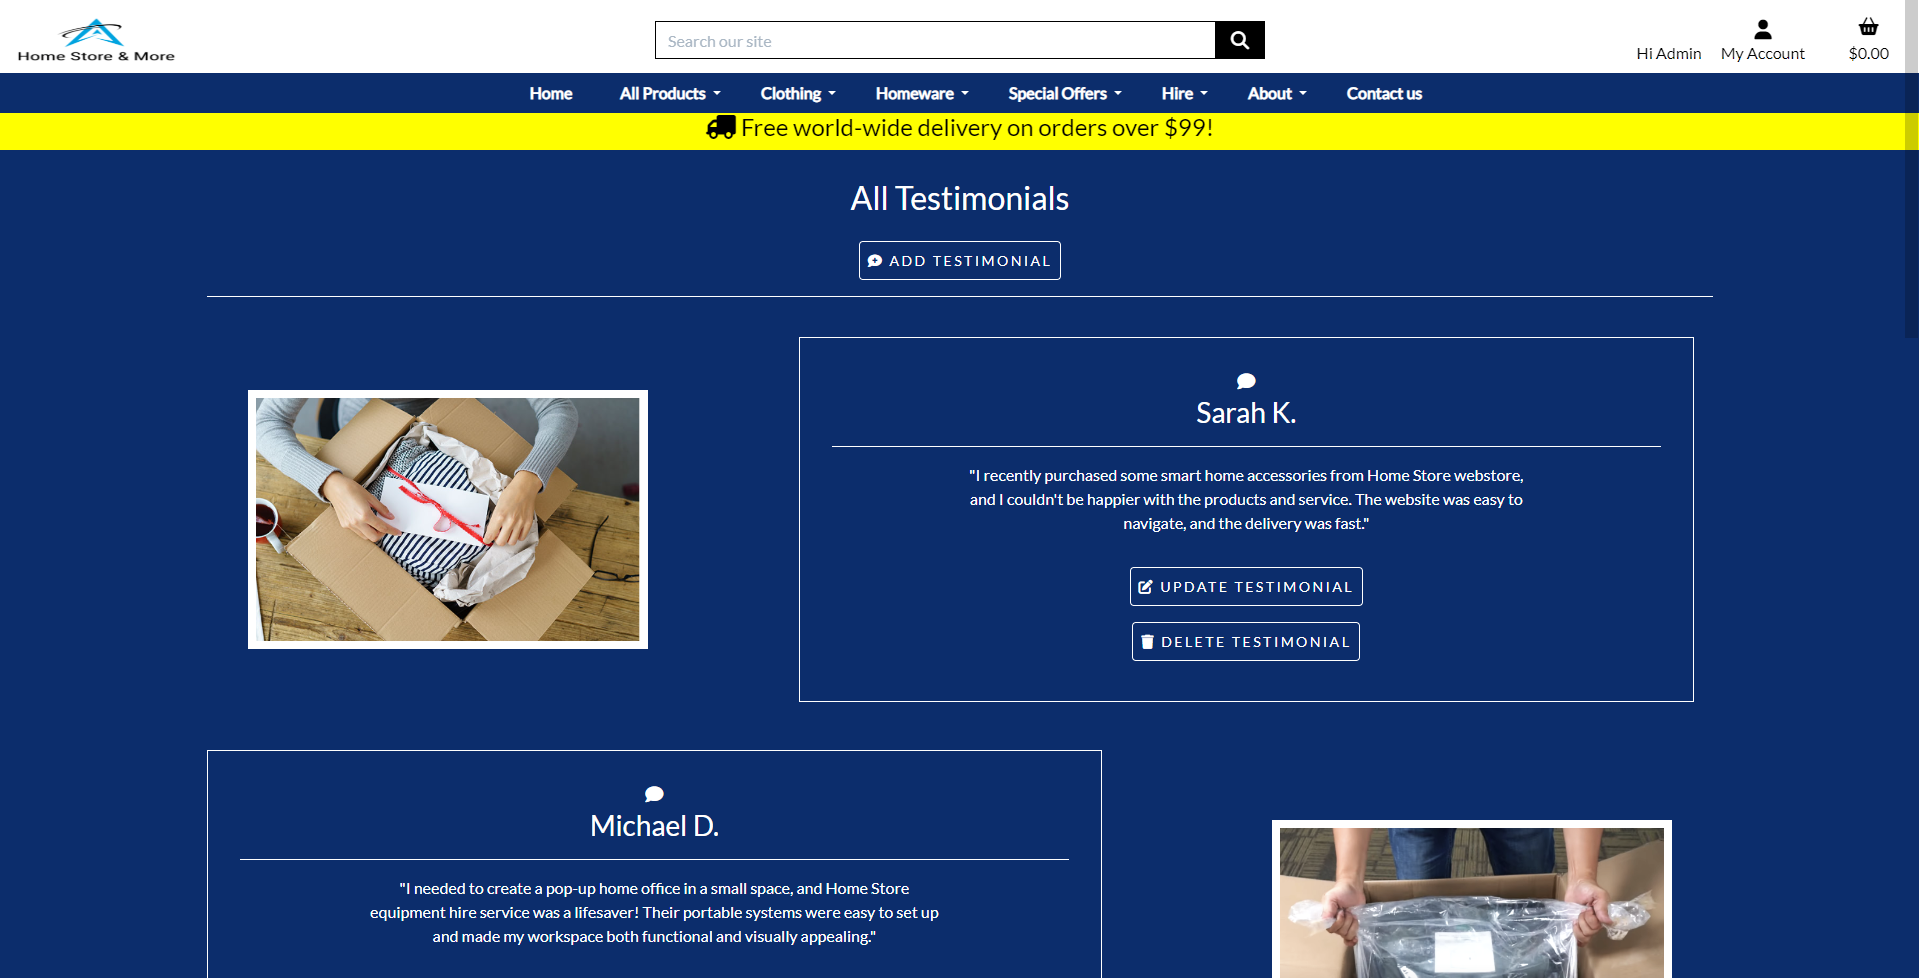 Home Store & More
Search our site
Hi Admin
My Account
$0.00
Home
All Products
Clothing
Homeware
Special Offers
Hire
About
Contact us
Free world-wide delivery on orders over $99!
All Testimonials
ADD TESTIMONIAL
Sarah K.
"I recently purchased some smart home accessories from Home Store webstore,
and I couldn't be happier with the products and service. The website was easy to
navigate, and the delivery was fast."
UPDATE TESTIMONIAL
DELETE TESTIMONIAL
Michael D.
"I needed to create a pop-up home office in a small space, and Home Store
equipment hire service was a lifesaver! Their portable systems were easy to set up
and made my workspace both functional and visually appealing."